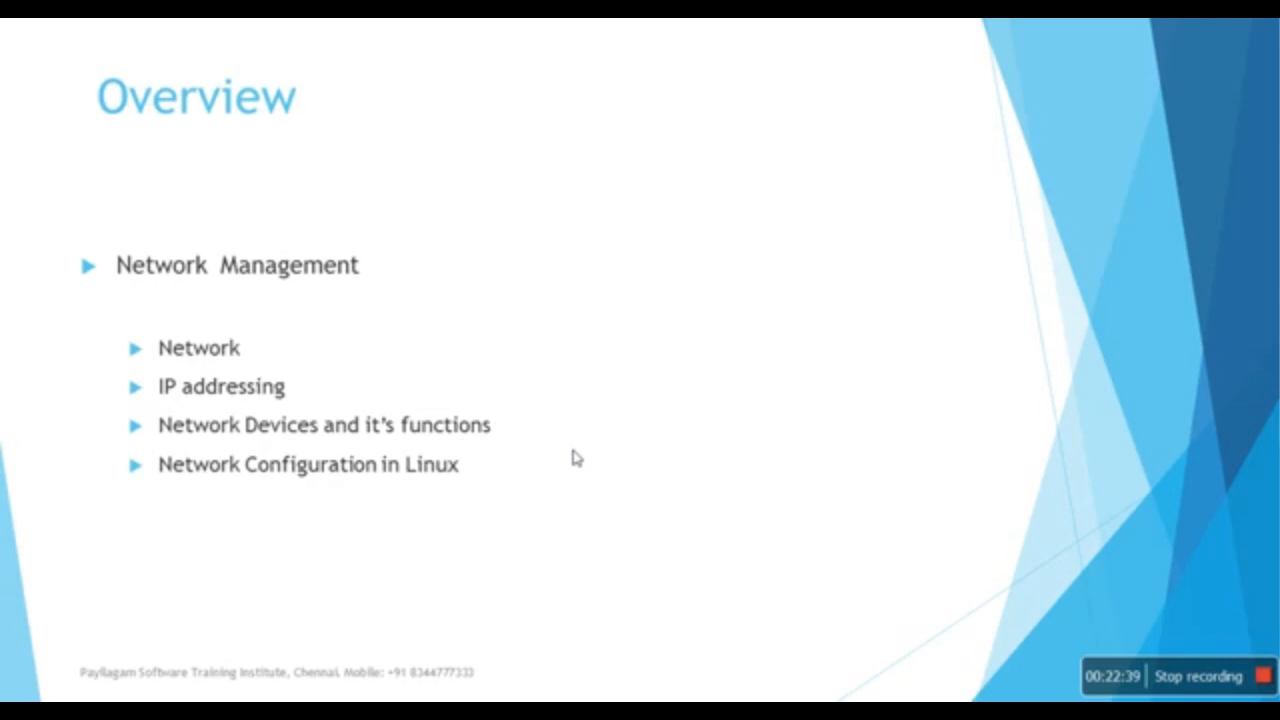 Overview
Network Management
Network
IP addressing
Network Devices and it's functions
Network Configuration in Linux
Payilagam Software Training Institute, Chennai. Mobile: +91 8344777333
00:22:39 Stop recording